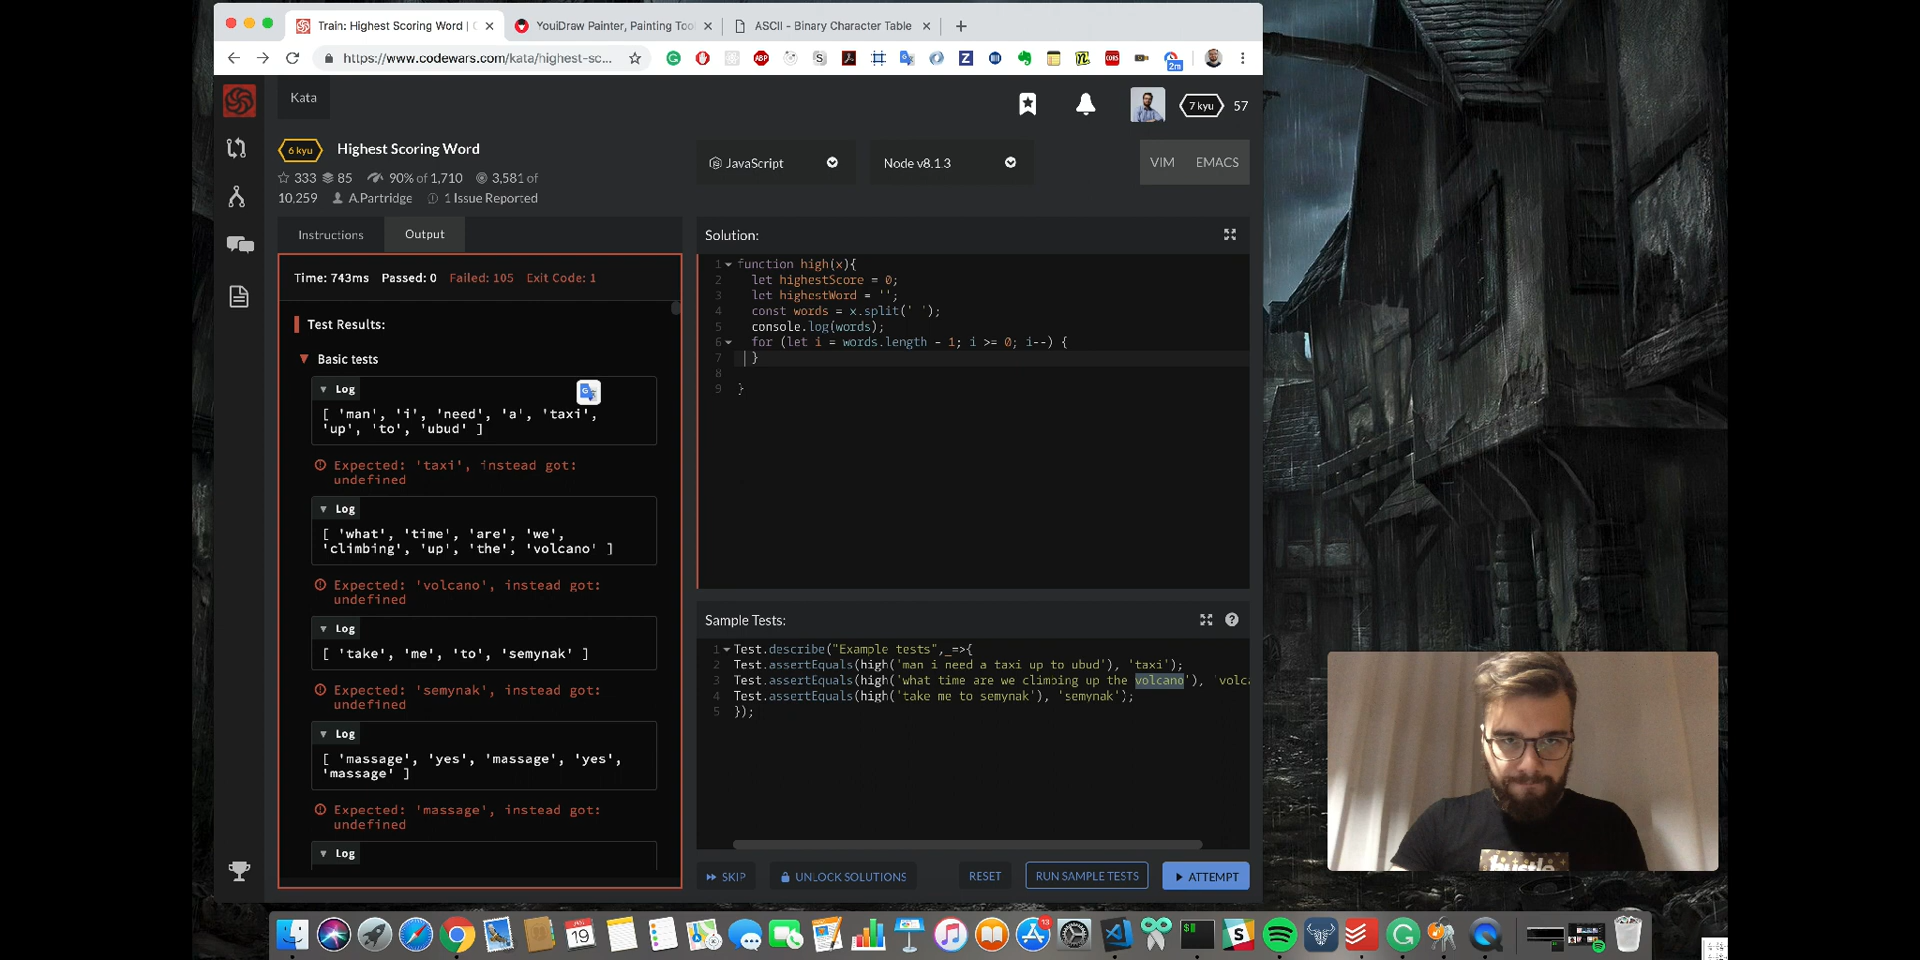 Train: Highest Scoring Word |
YouiDraw Painter, Painting Too
ASCII - Binary Character Table
https://www.codewars.com/kata/highest-sc...
ABP
S
Z
CORS
2m
Kata
7 kyu
57
6 kyu
Highest Scoring Word
333 85 90% of 1,710 3,581 of
10,259 A.Partridge 1 Issue Reported
JavaScript
Node v8.1.3
VIM
EMACS
Instructions
Output
Time: 743ms Passed: 0 Failed: 105 Exit Code: 1
Test Results:
Basic tests
Log
[ 'man', 'i', 'need', 'a', 'taxi',
'up', 'to', 'ubud' ]
Expected: 'taxi', instead got:
undefined
Log
[ 'what', 'time', 'are', 'we',
'climbing', 'up', 'the', 'volcano' ]
Expected: 'volcano', instead got:
undefined
Log
[ 'take', 'me', 'to', 'semynak' ]
Expected: 'semynak', instead got:
undefined
Log
[ 'massage', 'yes', 'massage', 'yes',
'massage' ]
Expected: 'massage', instead got:
undefined
Log
Solution:
1 function high(x){
2 let highestScore = 0;
3 let highestWord = '';
4 const words = x.split(' ');
5 console.log(words);
6 for (let i = words.length - 1; i >= 0; i--) {
7 }
8
9 }
Sample Tests:
1 Test.describe("Example tests",_=>{
2 Test.assertEquals(high('man i need a taxi up to ubud'), 'taxi');
3 Test.assertEquals(high('what time are we climbing up the volcano'), 'volca
4 Test.assertEquals(high('take me to semynak'), 'semynak');
5 });
SKIP
UNLOCK SOLUTIONS
RESET
RUN SAMPLE TESTS
ATTEMPT
hustle
19
13